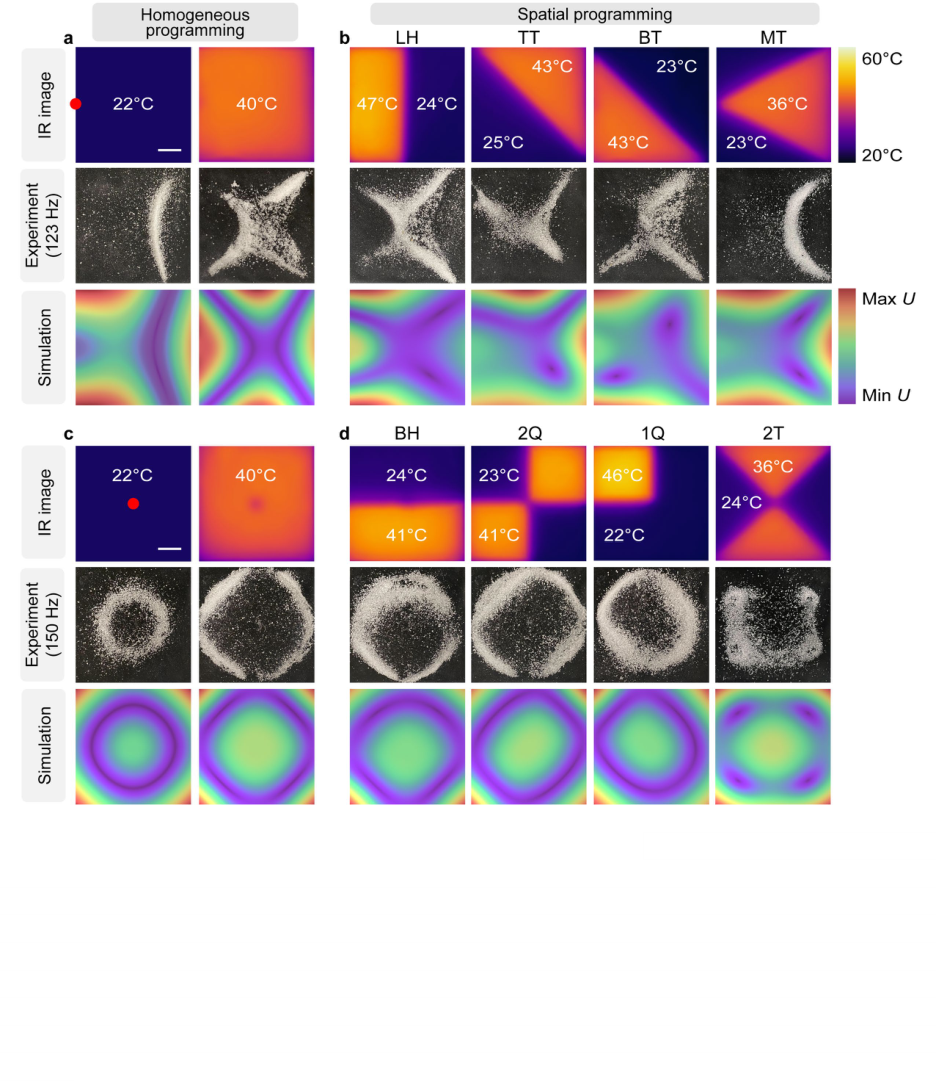 Homogeneous
programming
Spatial programming
a
b
LH
TT
BT
MT
IR image
22°C
40°C
47°C
24°C
43°C
25°C
23°C
43°C
36°C
23°C
60°C
20°C
Experiment
(123 Hz)
Simulation
Max U
Min U
c
d
BH
2Q
1Q
2T
IR image
22°C
40°C
24°C
41°C
23°C
41°C
46°C
22°C
36°C
24°C
Experiment
(150 Hz)
Simulation